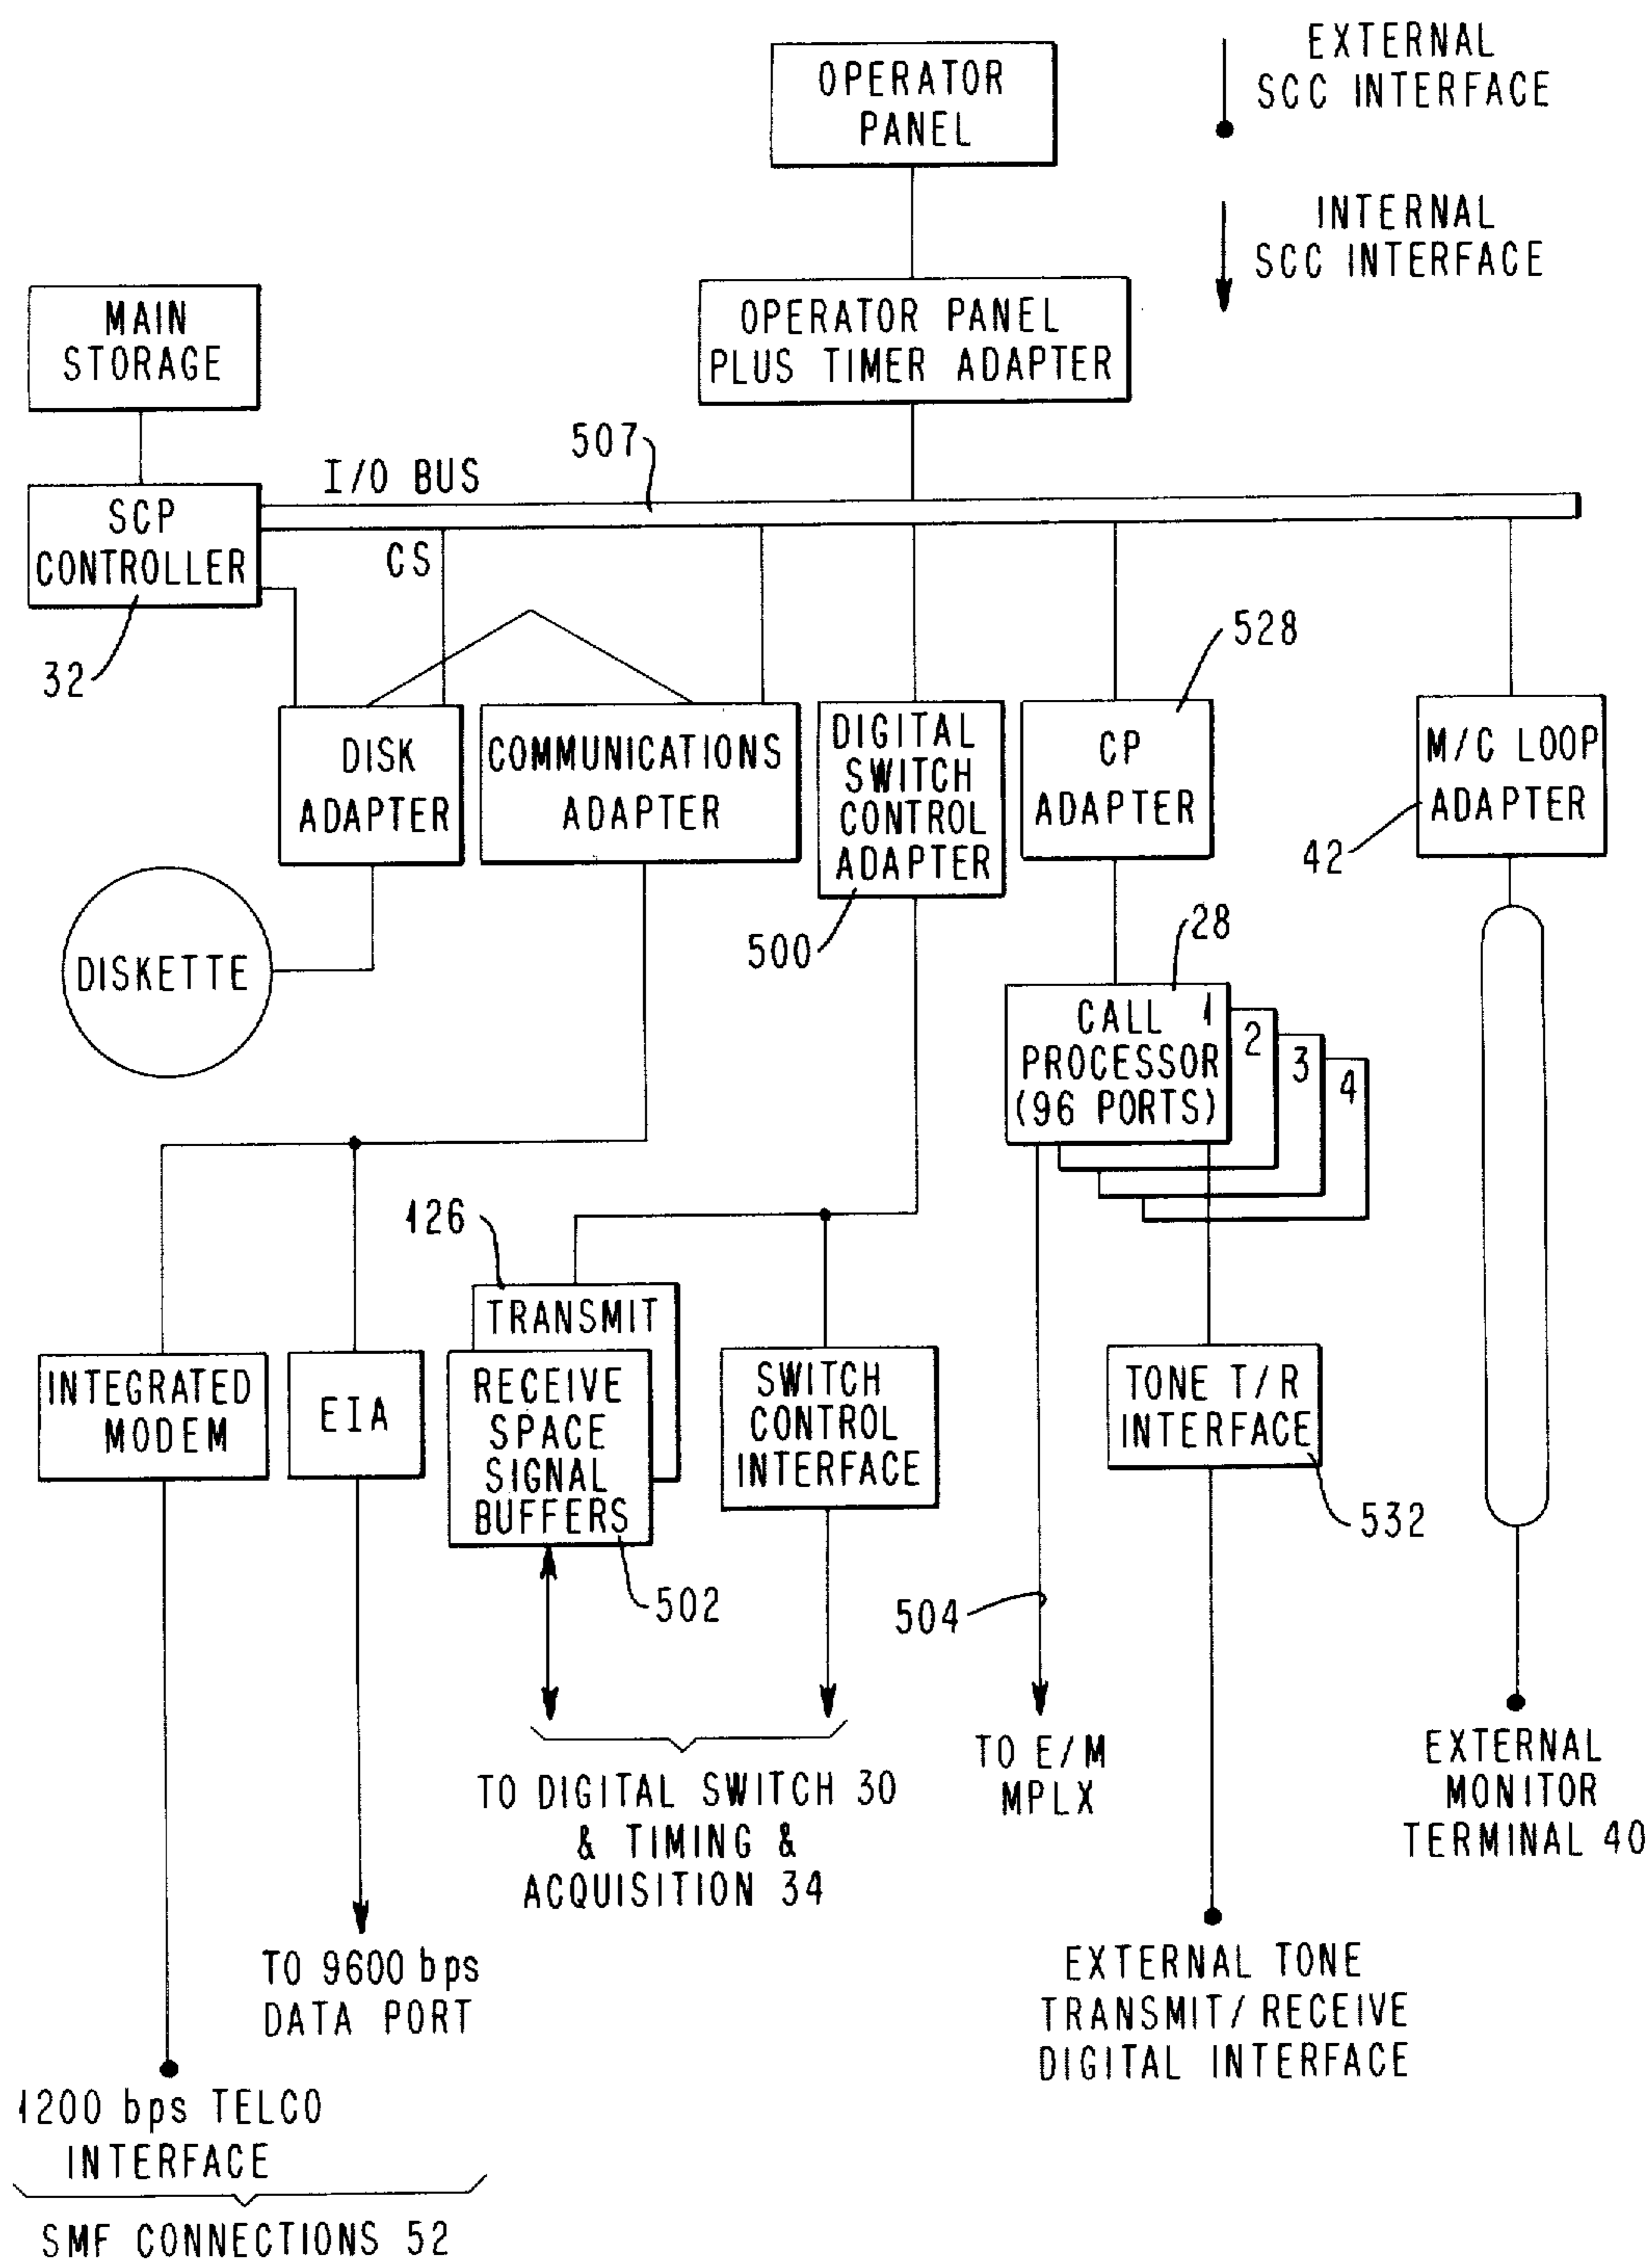 EXTERNAL
SCC INTERFACE
OPERATOR
PANEL
INTERNAL
SCC INTERFACE
MAIN
STORAGE
OPERATOR PANEL
PLUS TIMER ADAPTER
507
I/O BUS
SCP
CONTROLLER
CS
32
528
DISK
ADAPTER
COMMUNICATIONS
ADAPTER
DIGITAL
SWITCH
CONTROL
ADAPTER
CP
ADAPTER
M/C LOOP
ADAPTER
42
500
DISKETTE
28
CALL 1
PROCESSOR
(96 PORTS)
2
3
4
126
TRANSMIT
RECEIVE
SPACE
SIGNAL
BUFFERS
INTEGRATED
MODEM
EIA
SWITCH
CONTROL
INTERFACE
TONE T/R
INTERFACE
532
502
504
TO DIGITAL SWITCH 30
& TIMING &
ACQUISITION 34
TO E/M
MPLX
EXTERNAL
MONITOR
TERMINAL 40
TO 9600 bps
DATA PORT
EXTERNAL TONE
TRANSMIT/RECEIVE
DIGITAL INTERFACE
1200 bps TELCO
INTERFACE
SMF CONNECTIONS 52